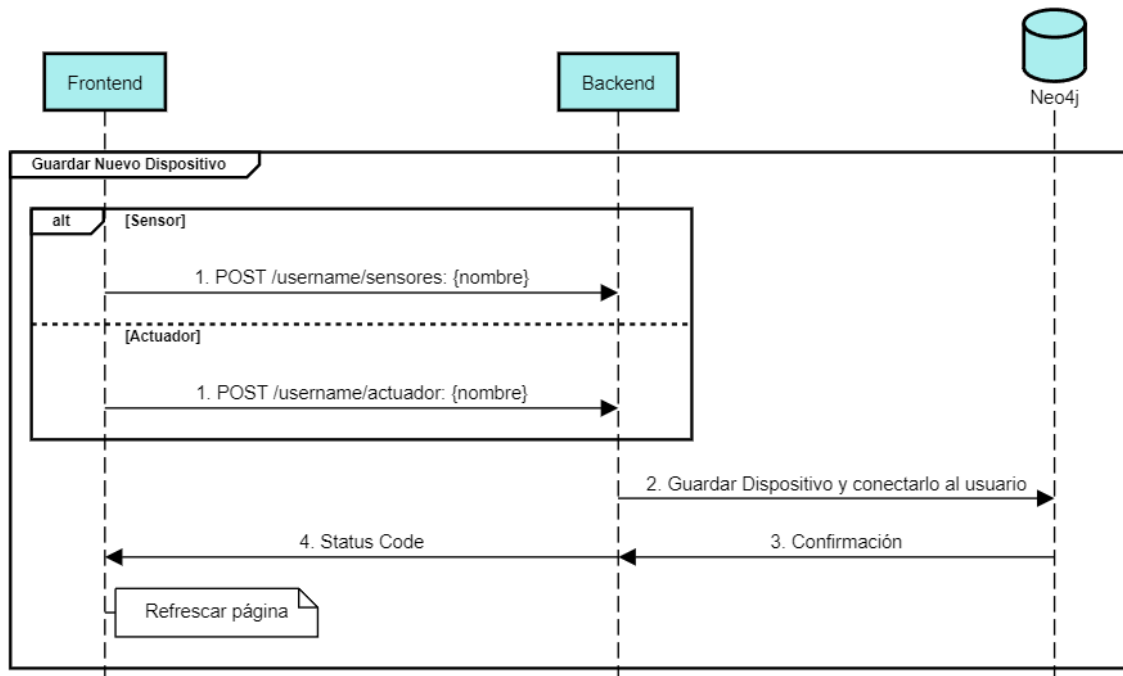 Frontend
Backend
Neo4j
Guardar Nuevo Dispositivo
alt
[Sensor]
1. POST /username/sensores: {nombre}
[Actuador]
1. POST /username/actuador: {nombre}
2. Guardar Dispositivo y conectarlo al usuario
4. Status Code
3. Confirmación
Refrescar página